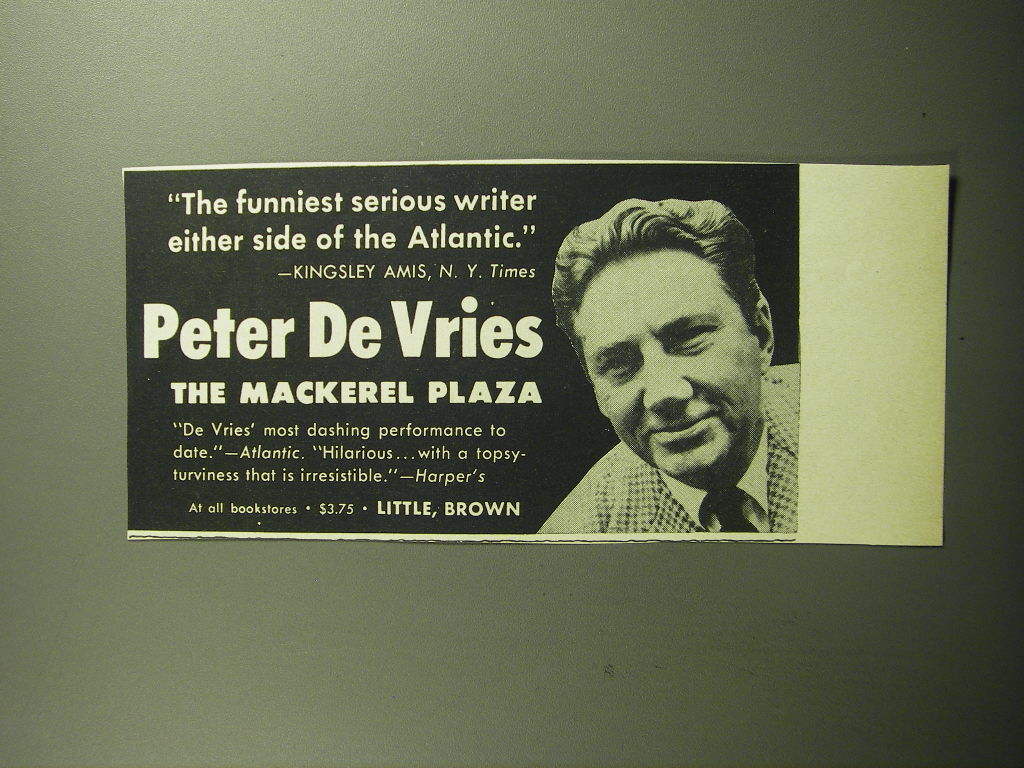 “The funniest serious writer
either side of the Atlantic.”
—KINGSLEY AMIS, N. Y. Times
Peter De Vries
THE MACKEREL PLAZA
“De Vries’ most dashing performance to
date.”—Atlantic. “Hilarious...with a topsy-
turviness that is irresistible.”—Harper’s
At all bookstores • $3.75 • LITTLE, BROWN